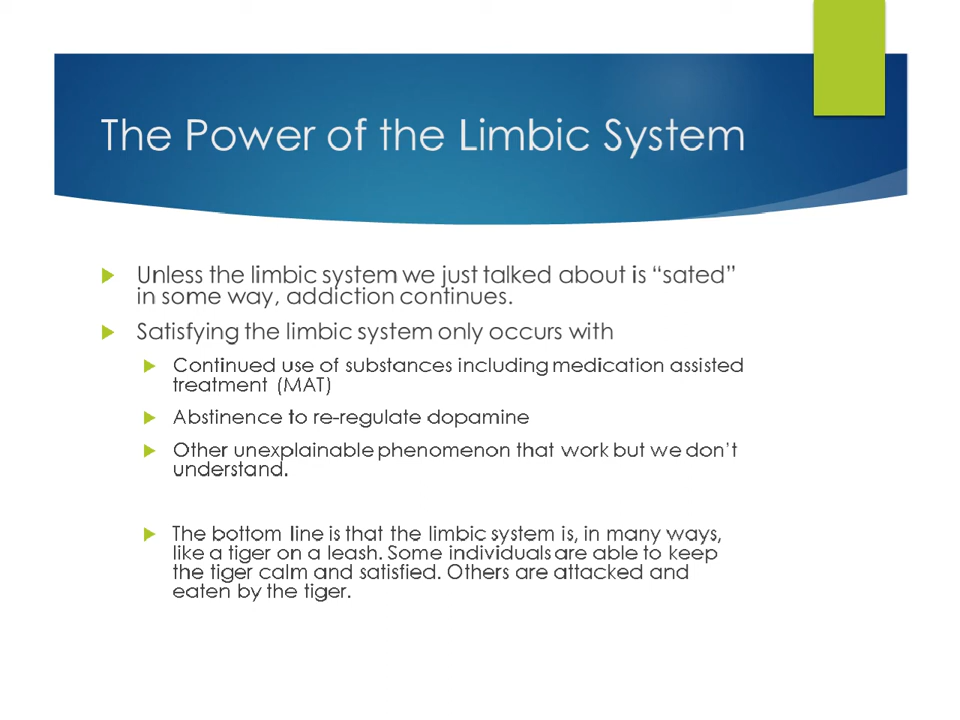 The Power of the Limbic System
Unless the limbic system we just talked about is “sated”
in some way, addiction continues.
Satisfying the limbic system only occurs with
Continued use of substances including medication assisted
treatment (MAT)
Abstinence to re-regulate dopamine
Other unexplainable phenomenon that work but we don’t
understand.
The bottom line is that the limbic system is, in many ways,
like a tiger on a leash. Some individuals are able to keep
the tiger calm and satisfied. Others are attacked and
eaten by the tiger.